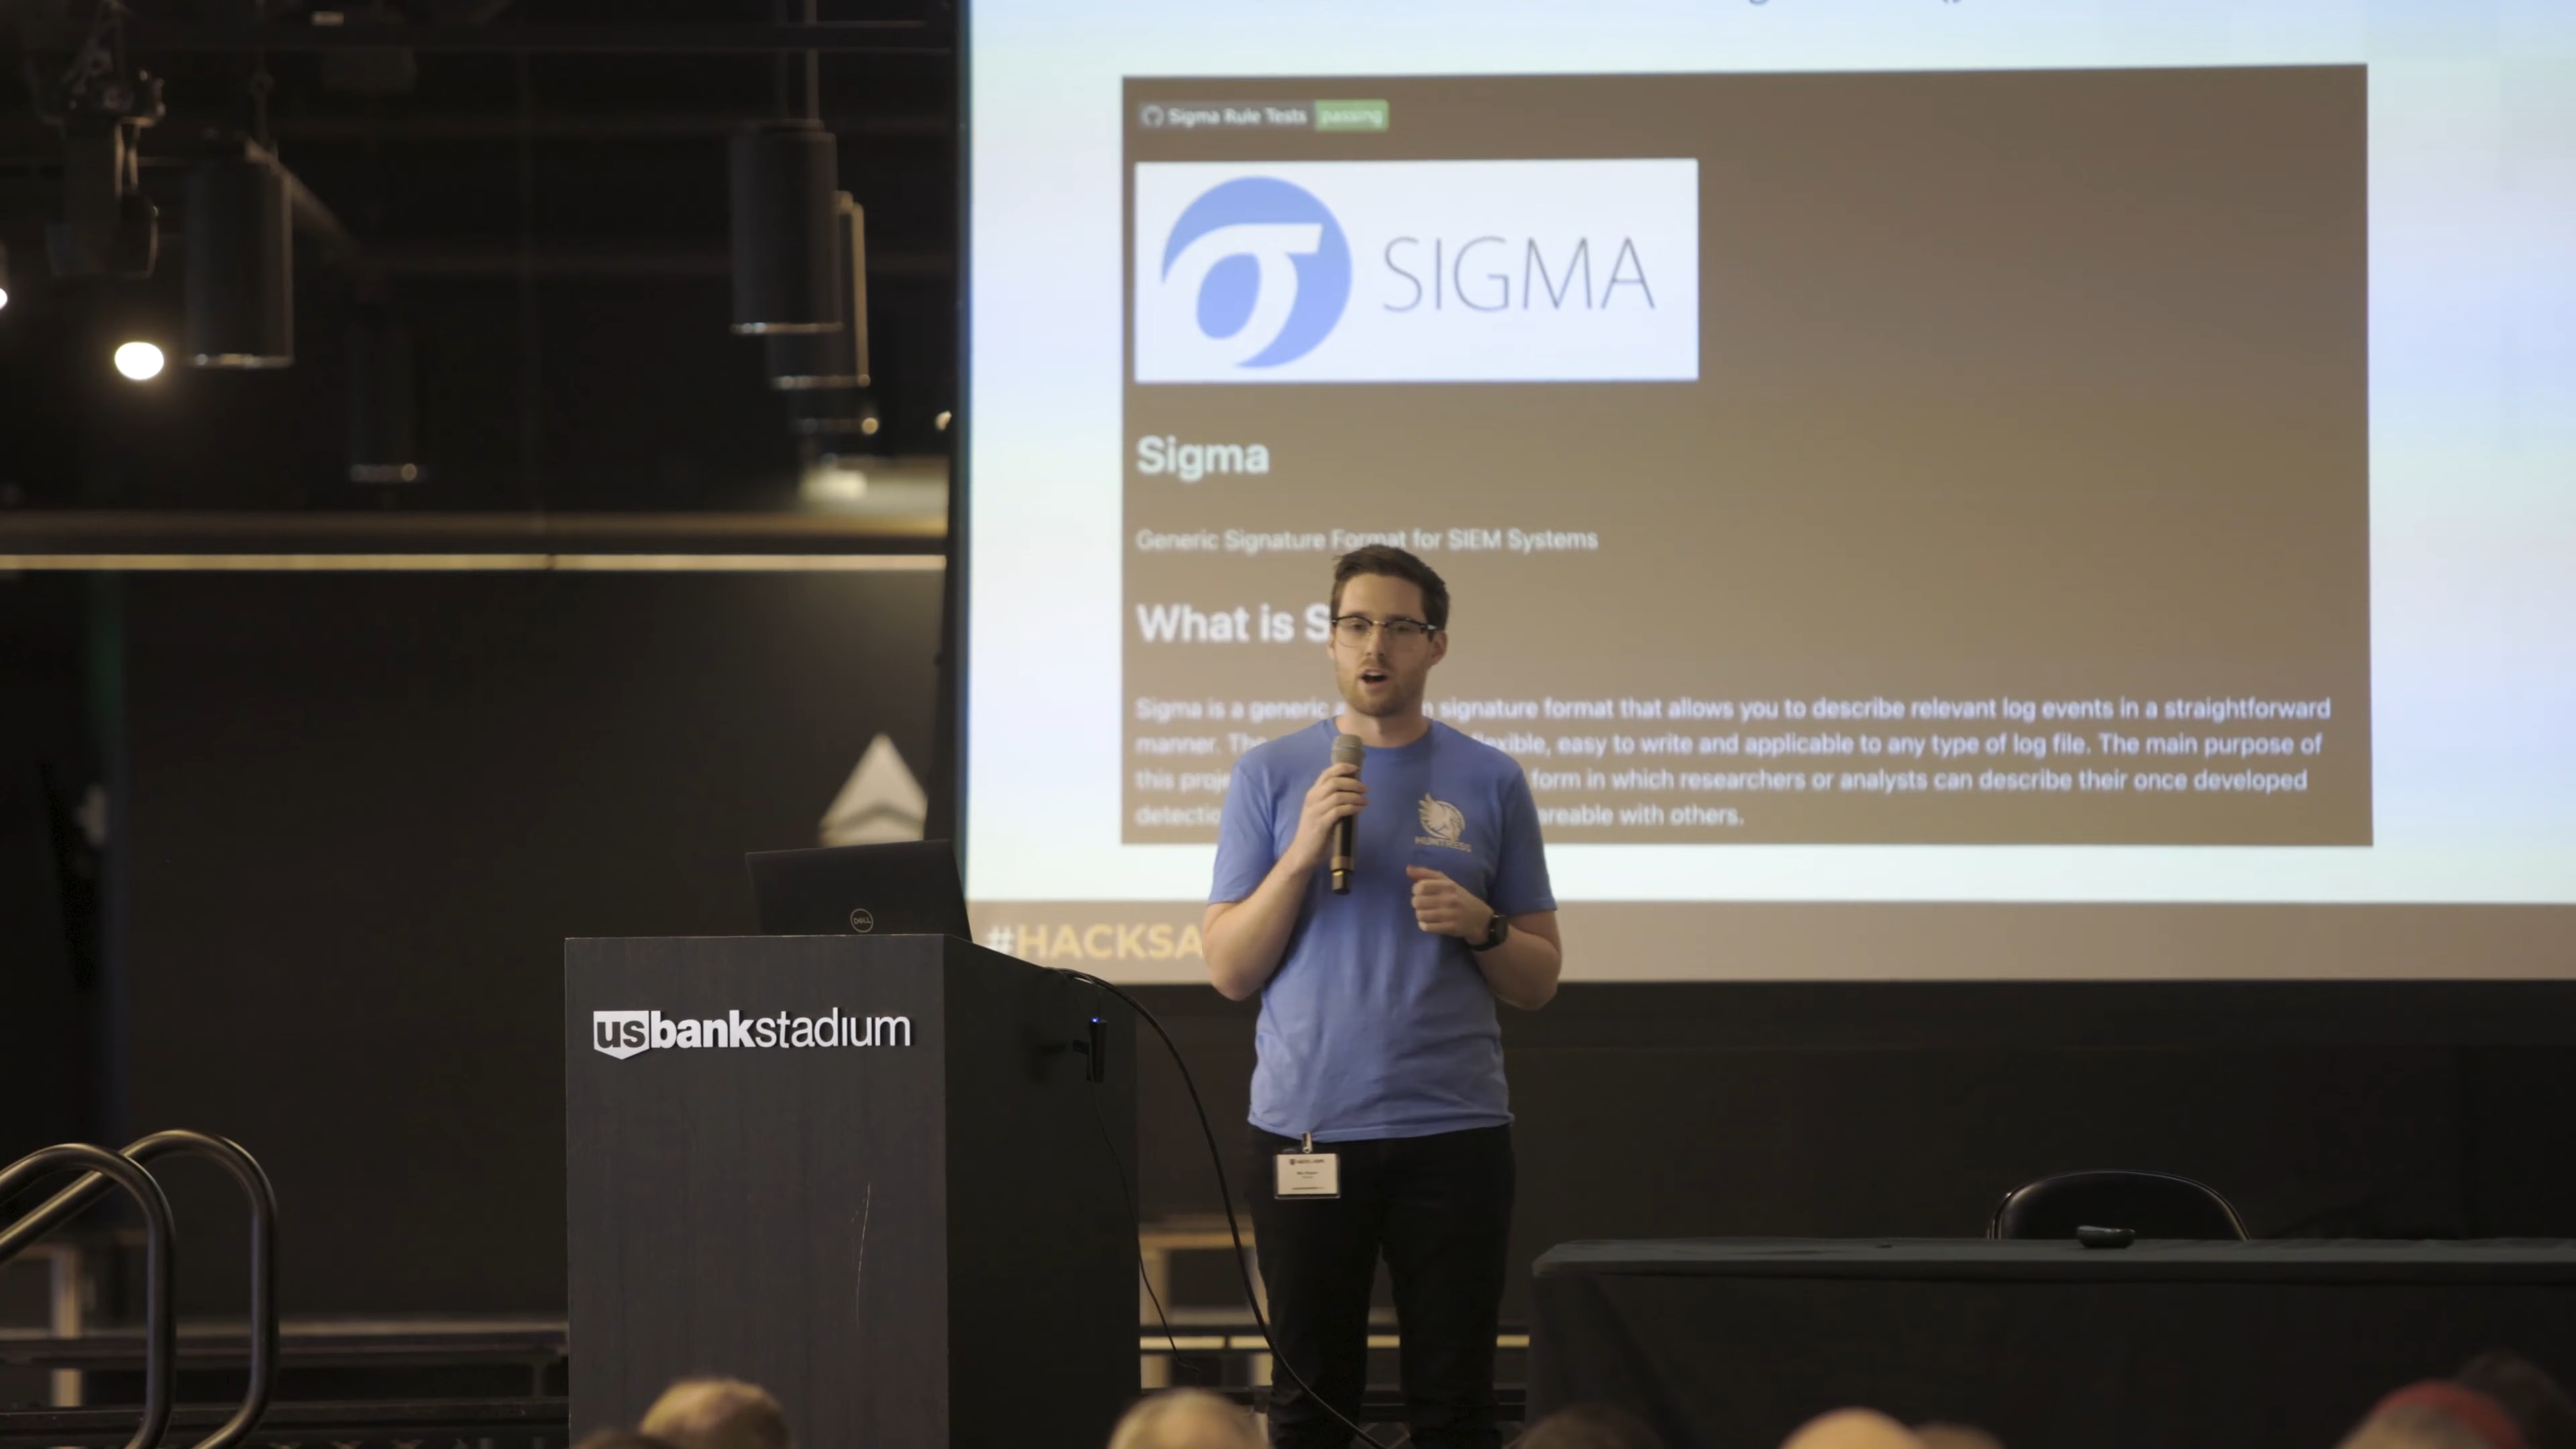 Sigma Rule Tests passing
SIGMA
Sigma
Generic Signature Format for SIEM Systems
What is S
Sigma is a generic signature format that allows you to describe relevant log events in a straightforward
manner. The flexible, easy to write and applicable to any type of log file. The main purpose of
this proje form in which researchers or analysts can describe their once developed
detectio areable with others.
HUNTRESS
DELL
#HACKSA
usbankstadium